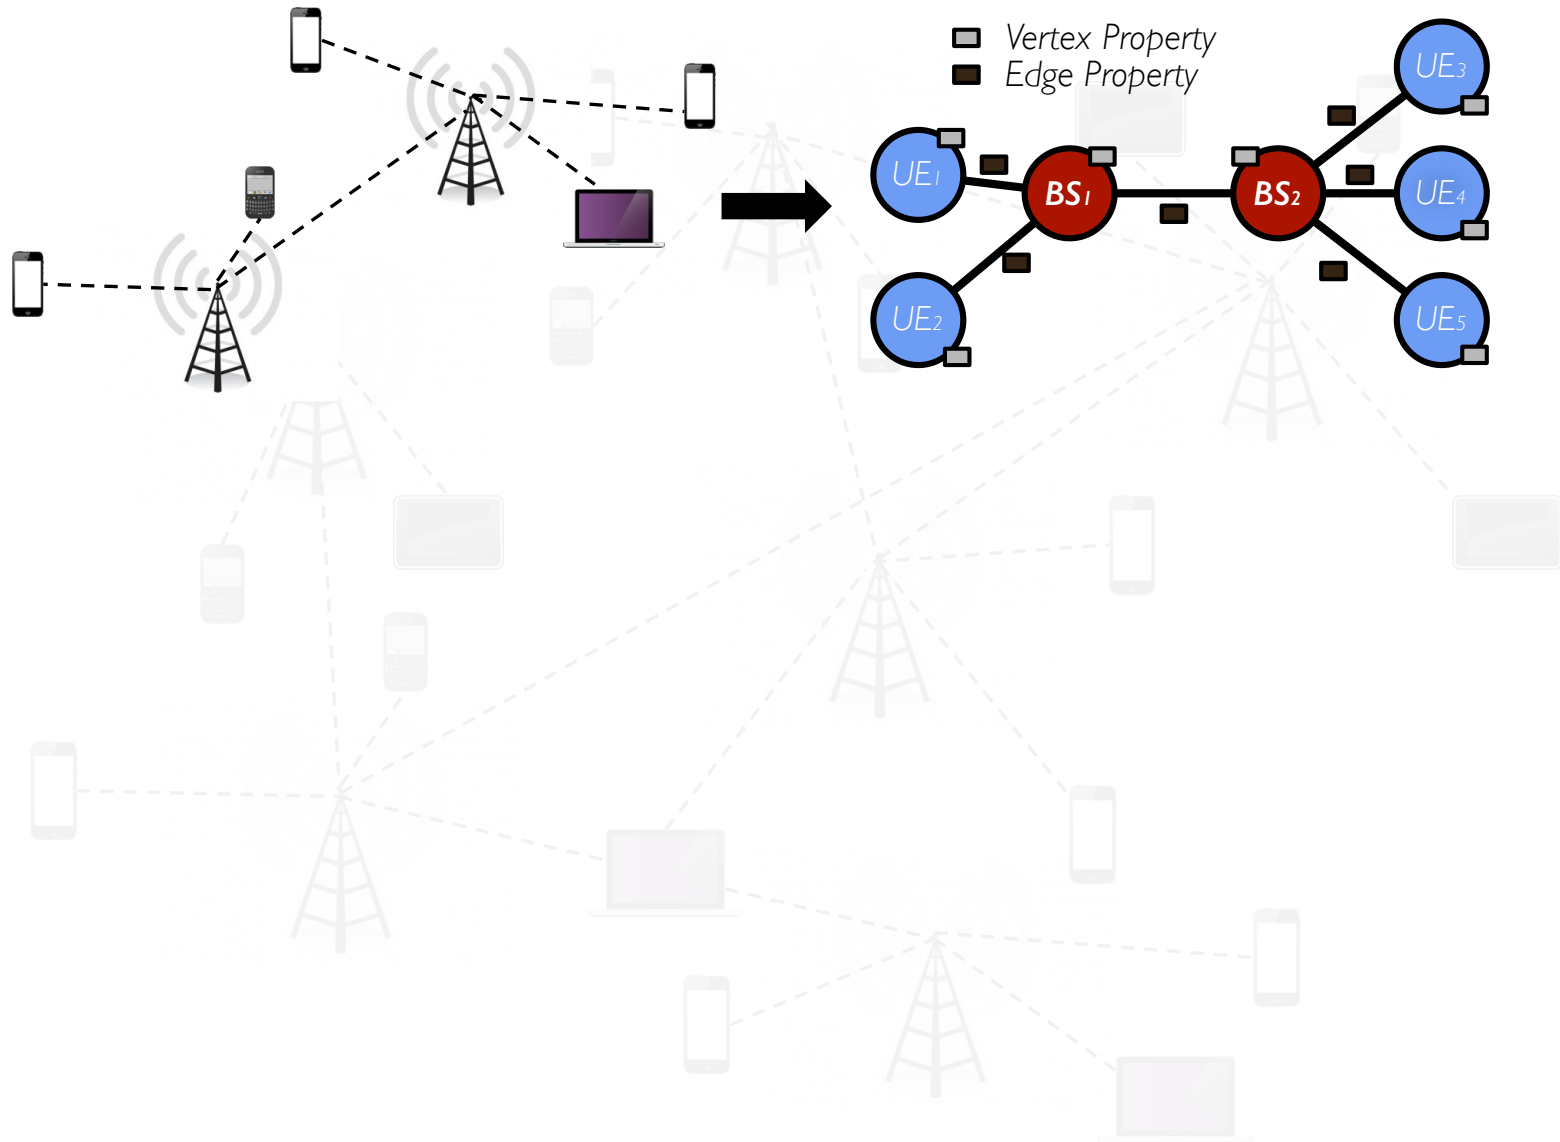 Vertex Property
Edge Property
UE3
UE1
BS1
BS2
UE4
UE2
UE5